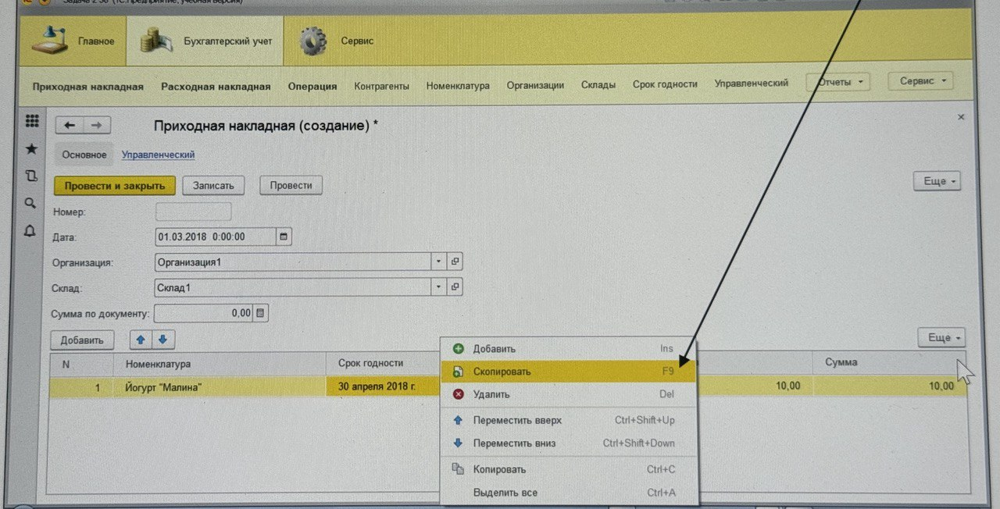 Задача 2-36 (1С:Предприятие, учебная версия)
Главное
Бухгалтерский учет
Сервис
Приходная накладная Расходная накладная Операция Контрагенты Номенклатура Организации Склады Срок годности Управленческий Отчеты Сервис
Приходная накладная (создание) *
Основное Управленческий
Провести и закрыть Записать Провести Еще
Номер:
Дата: 01.03.2018 0:00:00
Организация: Организация1
Склад: Склад1
Сумма по документу: 0,00
Добавить Еще
N Номенклатура Срок годности Сумма
1 Йогурт "Малина" 30 апреля 2018 г. 10,00 10,00
Добавить Ins
Скопировать F9
Удалить Del
Переместить вверх Ctrl+Shift+Up
Переместить вниз Ctrl+Shift+Down
Копировать Ctrl+C
Выделить все Ctrl+A